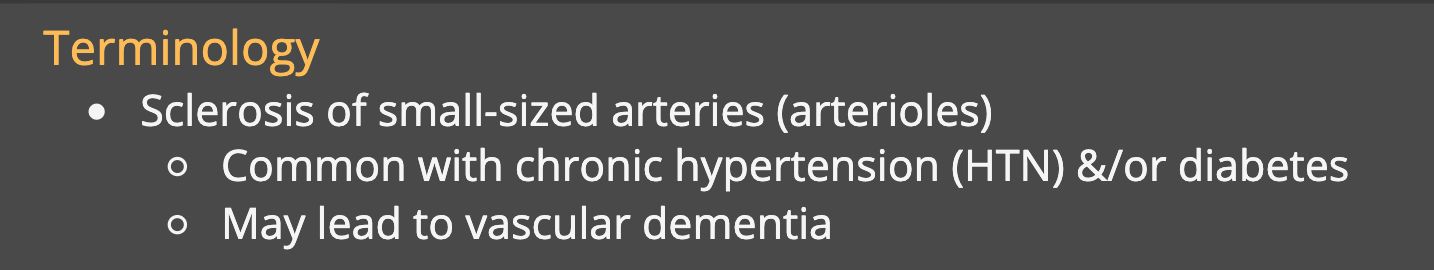 Terminology
• Sclerosis of small-sized arteries (arterioles)
○ Common with chronic hypertension (HTN) &/or diabetes
○ May lead to vascular dementia